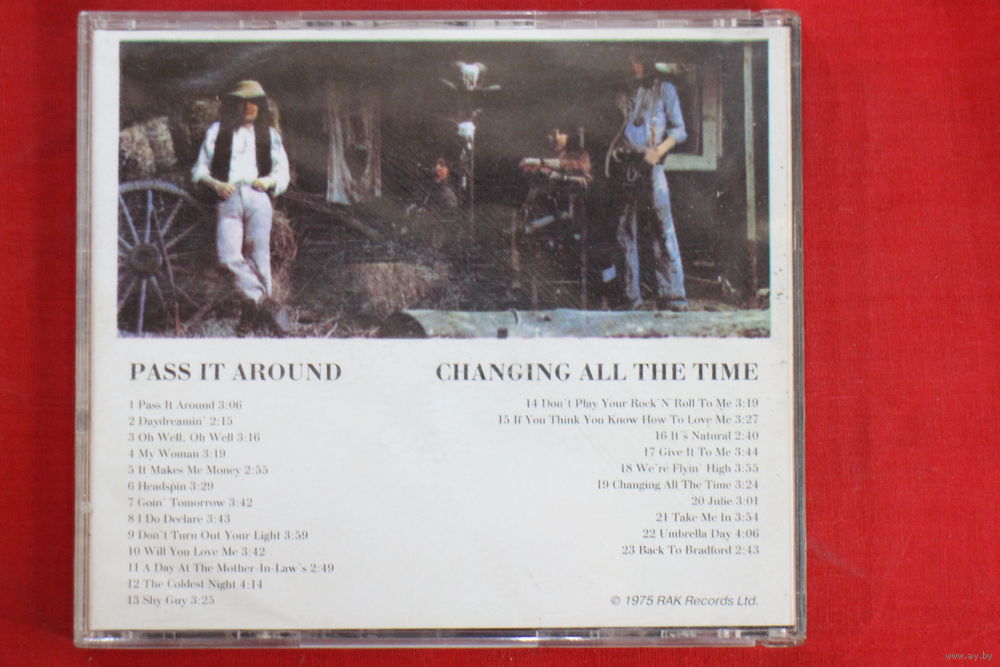 PASS IT AROUND
1 Pass It Around 3:06
2 Daydreamin´ 2:15
3 Oh Well, Oh Well 3:16
4 My Woman 3:19
5 It Makes Me Money 2:55
6 Headspin 3:29
7 Goin´ Tomorrow 3:42
8 I Do Declare 3:43
9 Don´t Turn Out Your Light 3:59
10 Will You Love Me 3:42
11 A Day At The Mother-In-Law´s 2:49
12 The Coldest Night 4:14
13 Shy Guy 3:25
CHANGING ALL THE TIME
14 Don´t Play Your Rock´N´Roll To Me 3:19
15 If You Think You Know How To Love Me 3:27
16 It´s Natural 2:40
17 Give It To Me 3:44
18 We´re Flyin´ High 3:55
19 Changing All The Time 3:24
20 Julie 3:01
21 Take Me In 3:54
22 Umbrella Day 4:06
23 Back To Bradford 2:43
© 1975 RAK Records Ltd.
www.ay.by